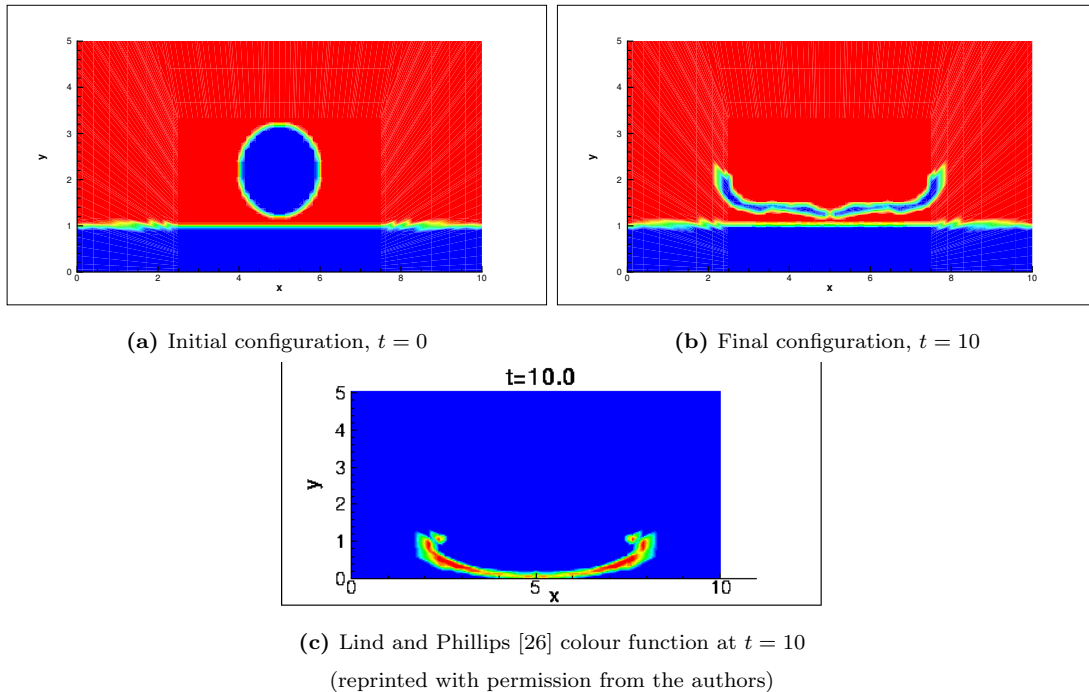 5
4
3
2
1
0
y
0 2 4 6 8 10
x
5
4
3
2
1
0
y
0 2 4 6 8 10
x
(a) Initial configuration, t = 0
(b) Final configuration, t = 10
t=10.0
5
4
3
2
1
0
y
0 5 10
x
(c) Lind and Phillips [26] colour function at t = 10
(reprinted with permission from the authors)